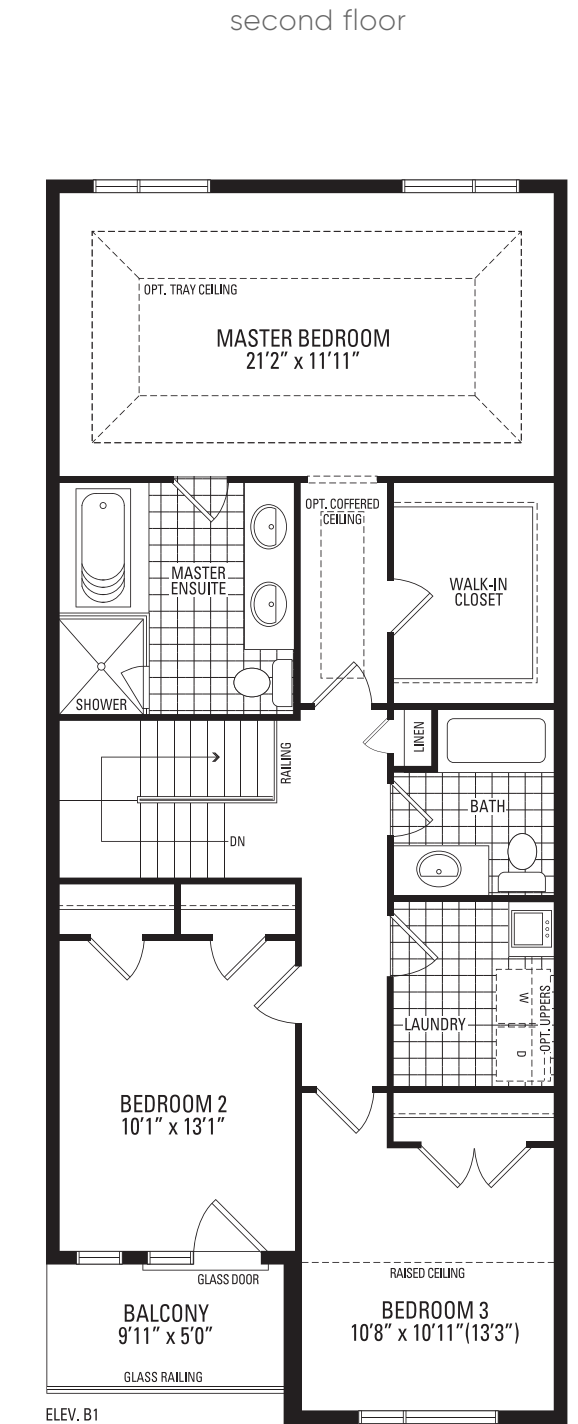 second floor
OPT. TRAY CEILING
MASTER BEDROOM
21'2" x 11'11"
OPT. COFFERED
CEILING
MASTER
ENSUITE
WALK-IN
CLOSET
SHOWER
RAILING
LINEN
BATH
DN
LAUNDRY
W
D
OPT. UPPERS
BEDROOM 2
10'1" x 13'1"
GLASS DOOR
RAISED CEILING
BALCONY
9'11" x 5'0"
BEDROOM 3
10'8" x 10'11"(13'3")
GLASS RAILING
ELEV. B1